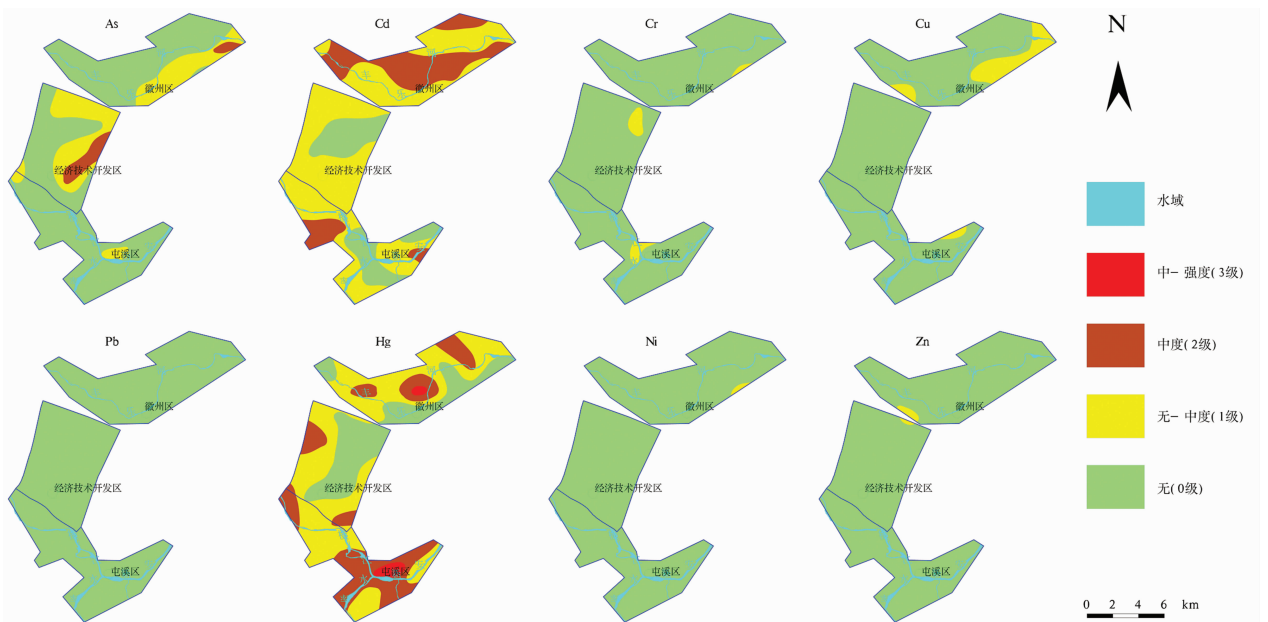 As
Cd
Cr
Cu
N
徽州区
徽州区
徽州区
徽州区
经济技术开发区
经济技术开发区
经济技术开发区
经济技术开发区
水域
屯溪区
屯溪区
屯溪区
屯溪区
中－强度(3级)
Pb
Hg
Ni
Zn
中度(2级)
徽州区
徽州区
徽州区
徽州区
无－中度(1级)
经济技术开发区
经济技术开发区
经济技术开发区
经济技术开发区
无(0级)
屯溪区
屯溪区
屯溪区
屯溪区
0 2 4 6 km